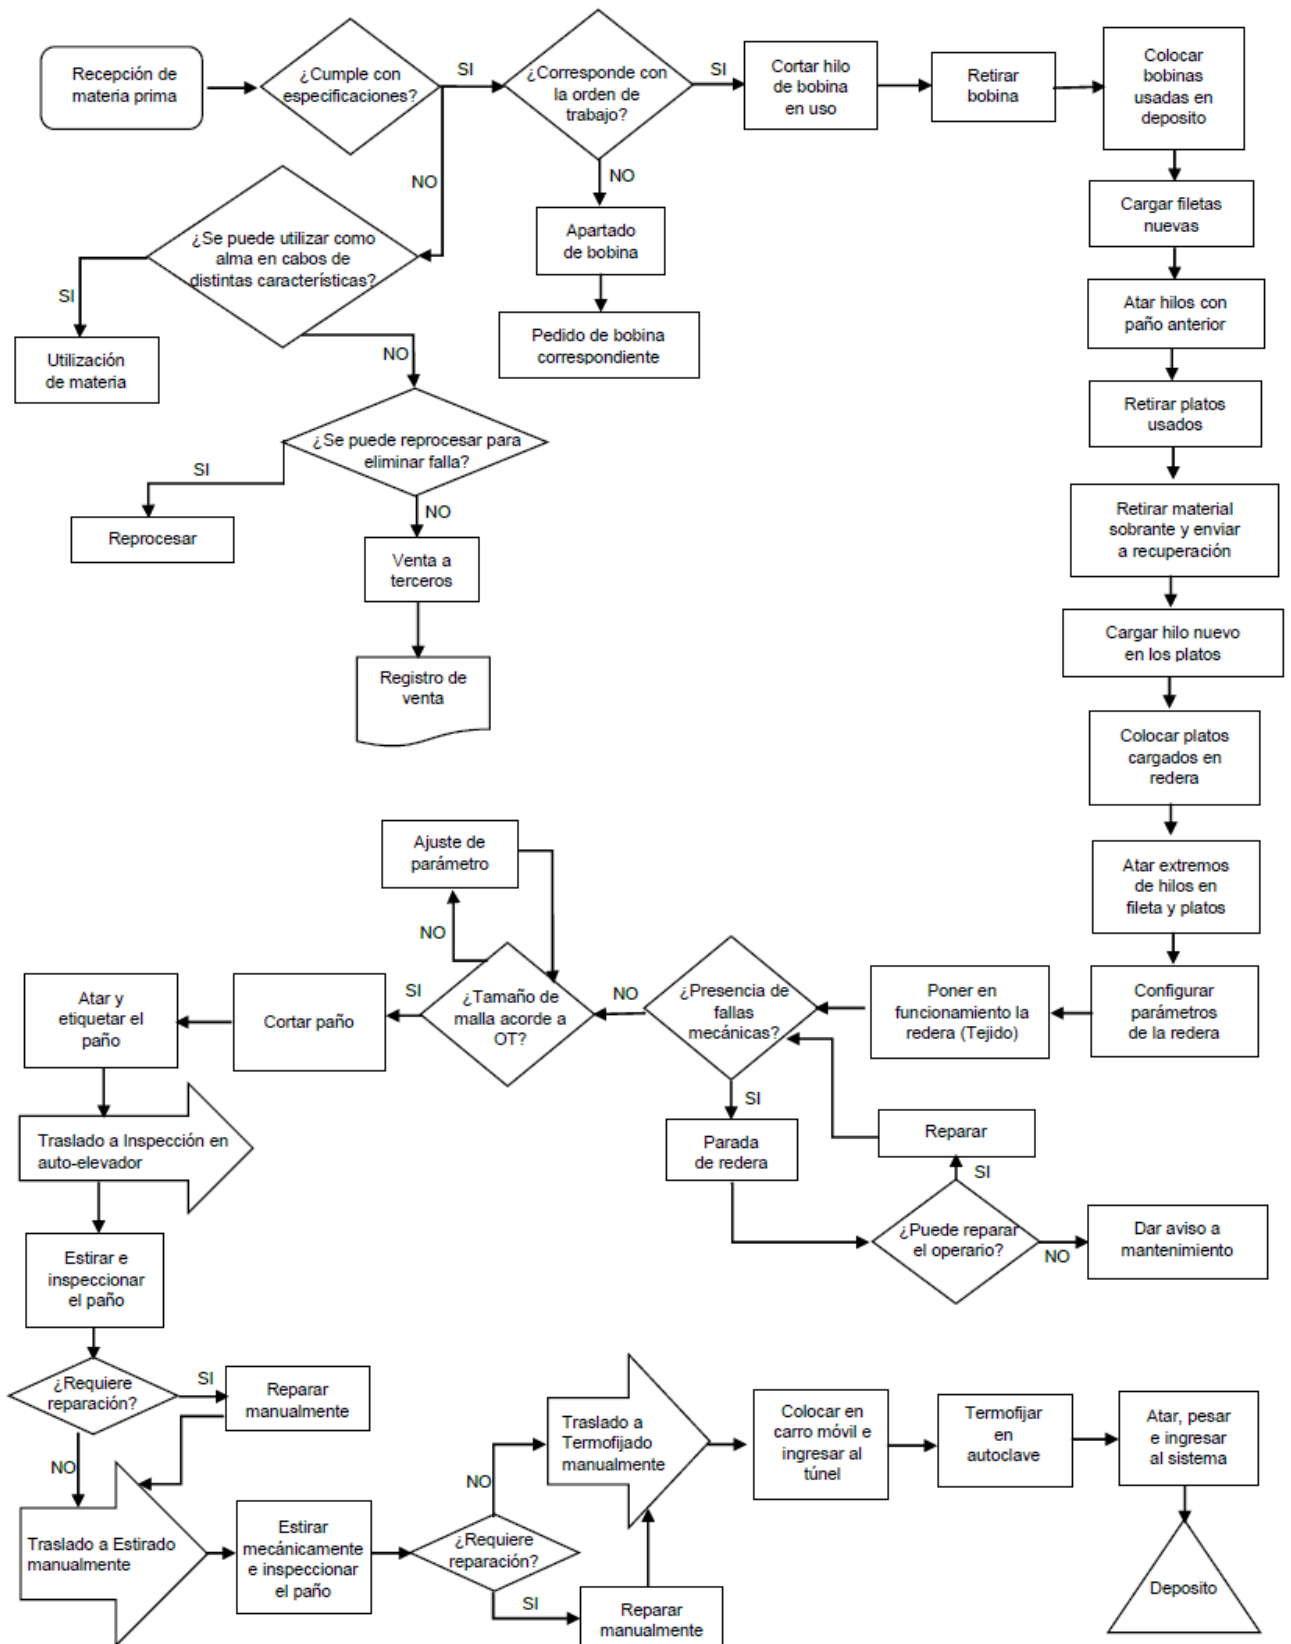 Recepción de
materia prima
¿Cumple con
especificaciones?
SI
¿Corresponde con
la orden de
trabajo?
SI
Cortar hilo
de bobina
en uso
Retirar
bobina
Colocar
bobinas
usadas en
deposito
NO
NO
Cargar filetas
nuevas
¿Se puede utilizar como
alma en cabos de
distintas características?
Apartado
de bobina
SI
Atar hilos con
paño anterior
Utilización
de materia
NO
Pedido de bobina
correspondiente
Retirar platos
usados
¿Se puede reprocesar para
eliminar falla?
SI
Reprocesar
NO
Retirar material
sobrante y enviar
a recuperación
Venta a
terceros
Cargar hilo nuevo
en los platos
Registro de
venta
Colocar platos
cargados en
redera
Ajuste de
parámetro
Atar extremos
de hilos en
fileta y platos
NO
Atar y
etiquetar el
paño
Cortar paño
SI
¿Tamaño de
malla acorde a
OT?
NO
¿Presencia de
fallas
mecánicas?
Poner en
funcionamiento la
redera (Tejido)
Configurar
parámetros
de la redera
SI
Traslado a Inspección en
auto-elevador
Parada
de redera
Reparar
SI
¿Puede reparar
el operario?
NO
Dar aviso a
mantenimiento
Estirar e
inspeccionar
el paño
¿Requiere
reparación?
SI
Reparar
manualmente
NO
Traslado a Estirado
manualmente
Estirar
mecánicamente
e inspeccionar
el paño
¿Requiere
reparación?
NO
SI
Reparar
manualmente
Traslado a
Termofijado
manualmente
Colocar en
carro móvil e
ingresar al
túnel
Termofijar
en
autoclave
Atar, pesar
e ingresar
al sistema
Deposito